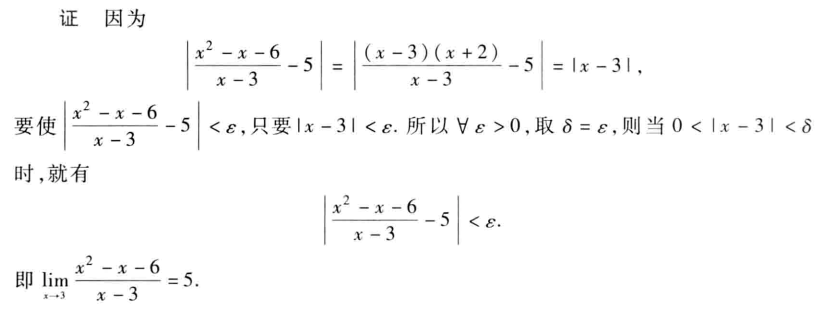 证 因为
$$\left|\frac{x^2-x-6}{x-3}-5\right|=\left|\frac{(x-3)(x+2)}{x-3}-5\right|=|x-3|,$$
要使$\left|\frac{x^2-x-6}{x-3}-5\right|<\varepsilon$,只要$|x-3|<\varepsilon$. 所以$\forall\varepsilon>0$,取$\delta=\varepsilon$,则当$0<|x-3|<\delta$
时,就有
$$\left|\frac{x^2-x-6}{x-3}-5\right|<\varepsilon.$$
即$\lim\limits_{x\to3}\frac{x^2-x-6}{x-3}=5$.